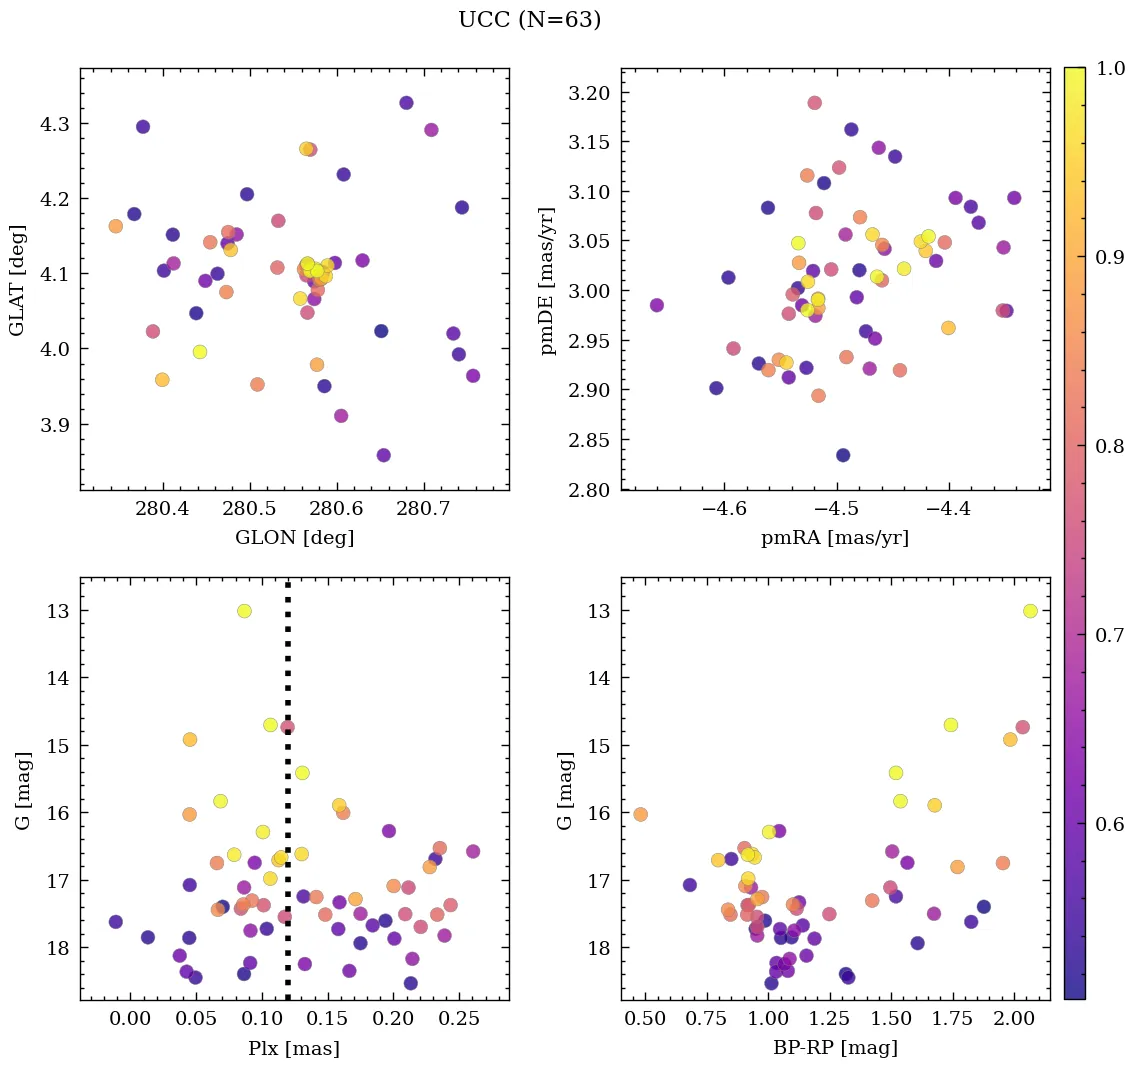 UCC (N=63)
4.3
4.2
4.1
4.0
3.9
GLAT [deg]
280.4 280.5 280.6 280.7
GLON [deg]
3.20
3.15
3.10
3.05
3.00
2.95
2.90
2.85
2.80
pmDE [mas/yr]
−4.6 −4.5 −4.4
pmRA [mas/yr]
13
14
15
16
17
18
G [mag]
0.00 0.05 0.10 0.15 0.20 0.25
Plx [mas]
13
14
15
16
17
18
G [mag]
0.50 0.75 1.00 1.25 1.50 1.75 2.00
BP-RP [mag]
1.0
0.9
0.8
0.7
0.6